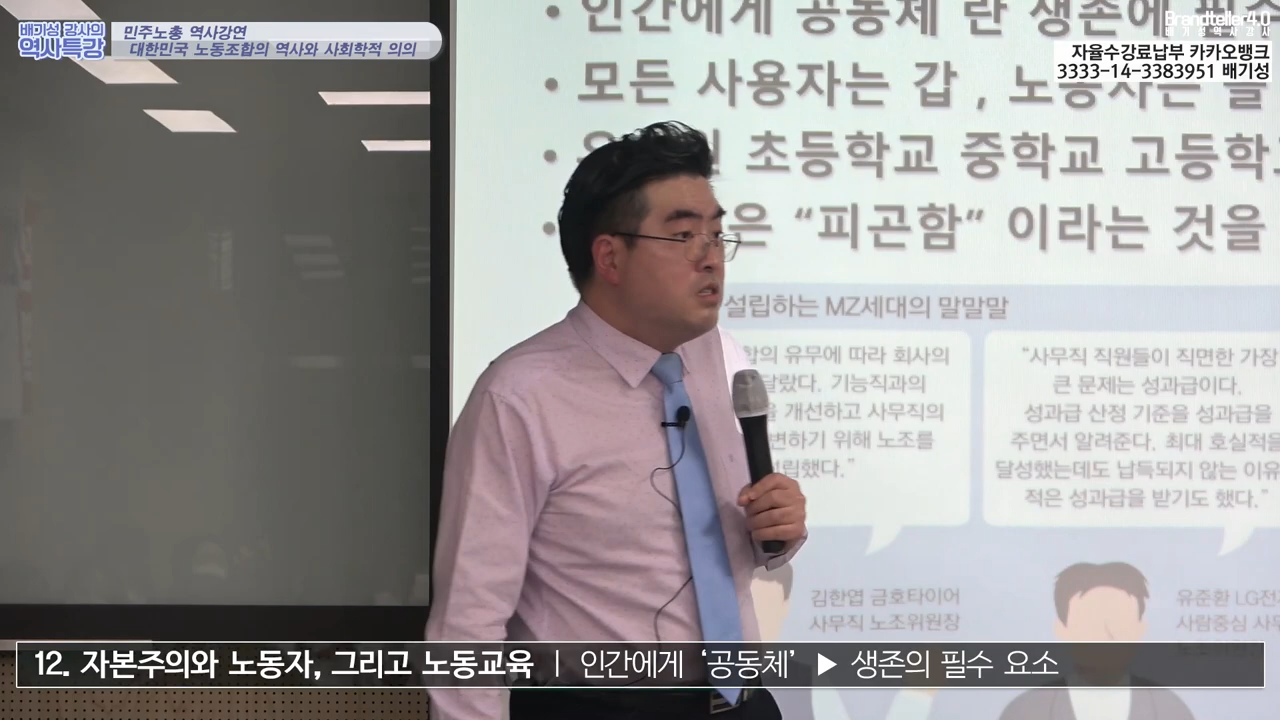 배기성 강사의
역사특강
민주노총 역사강연
대한민국 노동조합의 역사와 사회학적 의의
Brandteller4.0
배기성역사강사
자율수강료납부 카카오뱅크
3333-14-3383951 배기성
• 인간에게 공동체 란 생존에
• 모든 사용자는 갑 , 노동자는 을
• 초등학교 중학교 고등학교
• 은 “피곤함” 이라는 것을
설립하는 MZ세대의 말말말
합의 유무에 따라 회사의
달랐다. 기능직과의
을 개선하고 사무직의
변하기 위해 노조를
설립했다.”
“사무직 직원들이 직면한 가장
큰 문제는 성과급이다.
성과급 산정 기준을 성과급을
주면서 알려준다. 최대 호실적을
달성했는데도 납득되지 않는 이유
적은 성과급을 받기도 했다.”
김한엽 금호타이어
사무직 노조위원장
유준환 LG전
사람중심 사무
12. 자본주의와 노동자, 그리고 노동교육 | 인간에게 ‘공동체’ ▶ 생존의 필수 요소